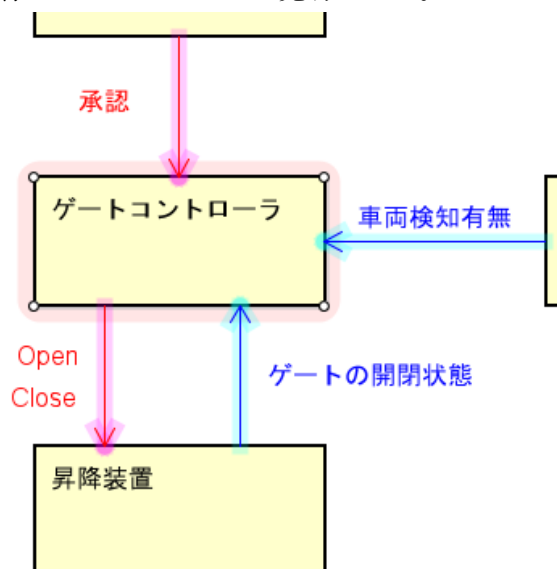 承認
ゲートコントローラ
車両検知有無
Open
Close
ゲートの開閉状態
昇降装置